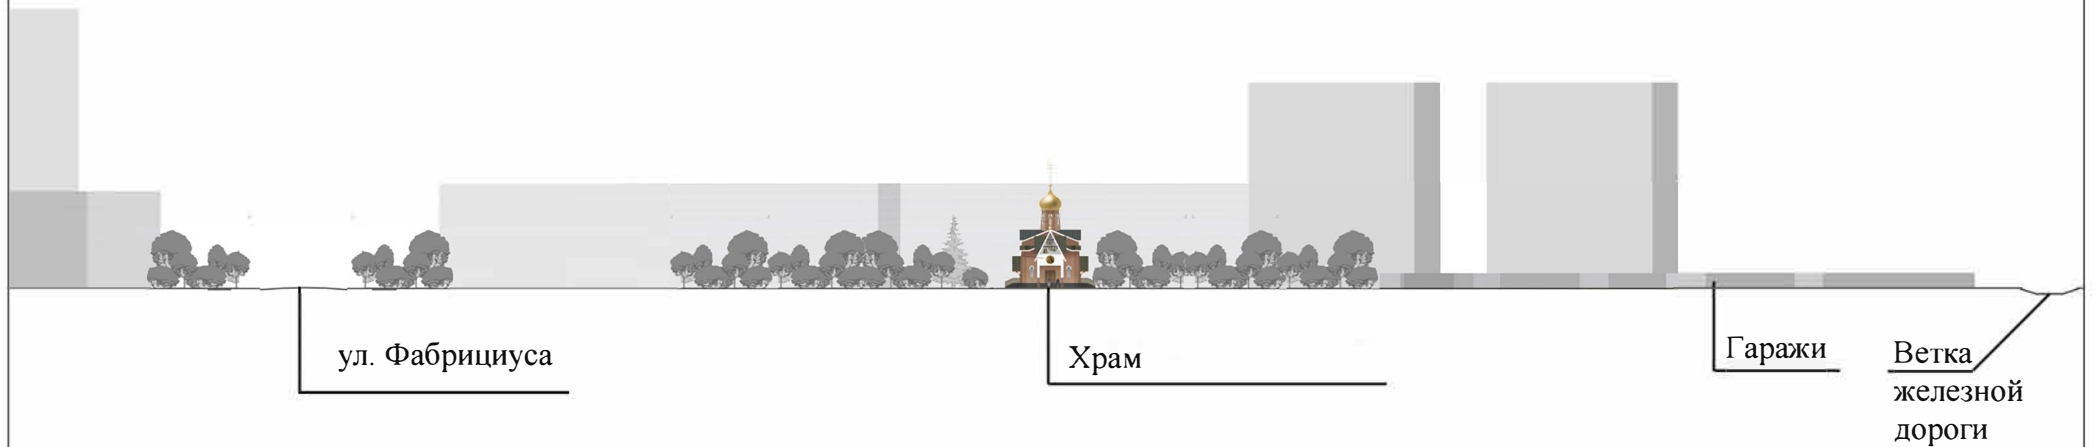 ул. Фабрициуса
Храм
Гаражи
Ветка
железной
дороги